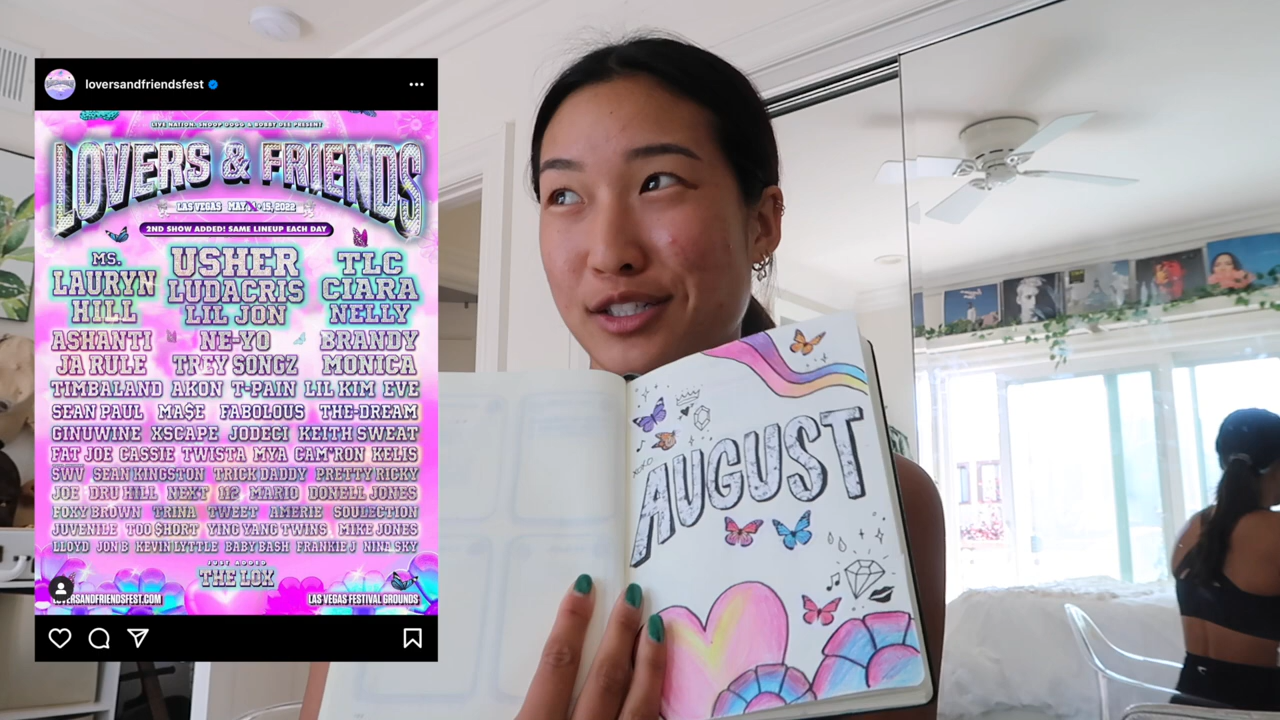 loversandfriendsfest
LIVE NATION, SNOOP DOGG & BOBBY DEE PRESENT
LOVERS & FRIENDS
LAS VEGAS MAY 15, 2022
2ND SHOW ADDED! SAME LINEUP EACH DAY
MS. LAURYN HILL
USHER
LUDACRIS
LIL JON
TLC
CIARA
NELLY
ASHANTI NE-YO BRANDY
JA RULE TREY SONGZ MONICA
TIMBALAND AKON T-PAIN LIL KIM EVE
SEAN PAUL MA$E FABOLOUS THE-DREAM
GINUWINE XSCAPE JODECI KEITH SWEAT
FAT JOE CASSIE TWISTA MYA CAM'RON KELIS
SWV SEAN KINGSTON TRICK DADDY PRETTY RICKY
JOE DRU HILL NEXT 112 MARIO DONELL JONES
FOXY BROWN TRINA TWEET AMERIE SOULECTION
JUVENILE TOO $HORT YING YANG TWINS MIKE JONES
LLOYD JON B KEVIN LYTTLE BABY BASH FRANKIE J NINA SKY
JUST ADDED
THE LOX
LOVERSANDFRIENDSFEST.COM
LAS VEGAS FESTIVAL GROUNDS
XOXO
AUGUST